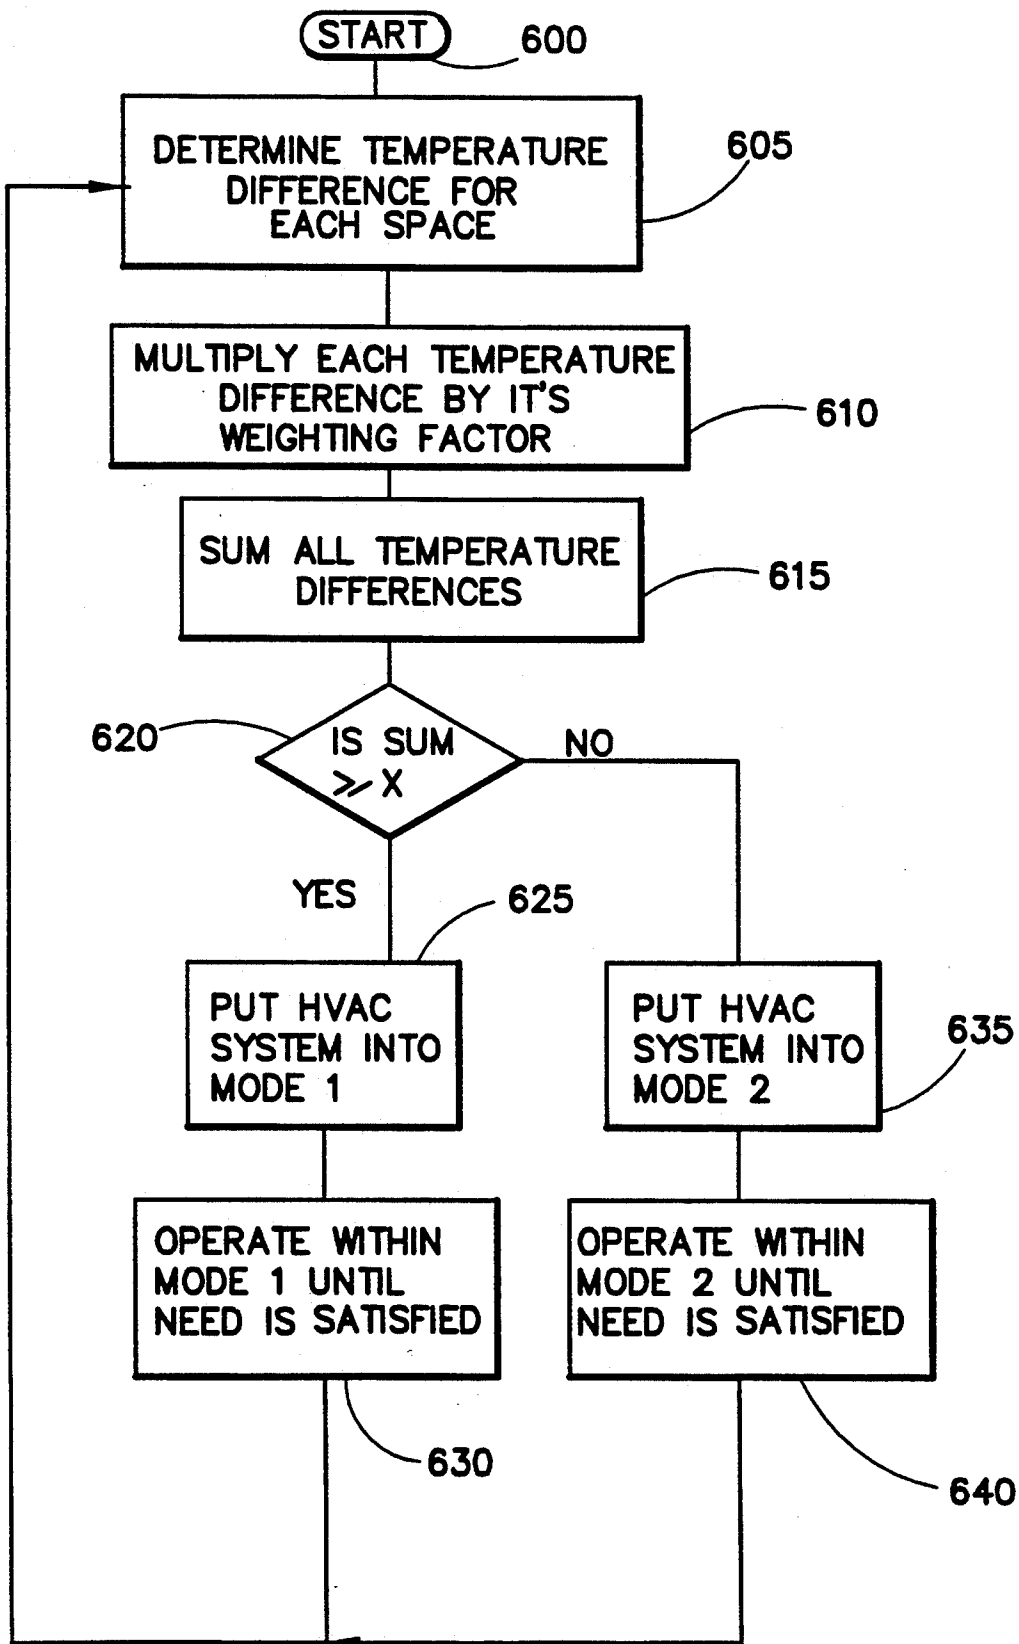 START
600
DETERMINE TEMPERATURE
DIFFERENCE FOR
EACH SPACE
605
MULTIPLY EACH TEMPERATURE
DIFFERENCE BY IT'S
WEIGHTING FACTOR
610
SUM ALL TEMPERATURE
DIFFERENCES
615
620
IS SUM
⩾ X
NO
YES
625
PUT HVAC
SYSTEM INTO
MODE 1
PUT HVAC
SYSTEM INTO
MODE 2
635
OPERATE WITHIN
MODE 1 UNTIL
NEED IS SATISFIED
OPERATE WITHIN
MODE 2 UNTIL
NEED IS SATISFIED
630
640